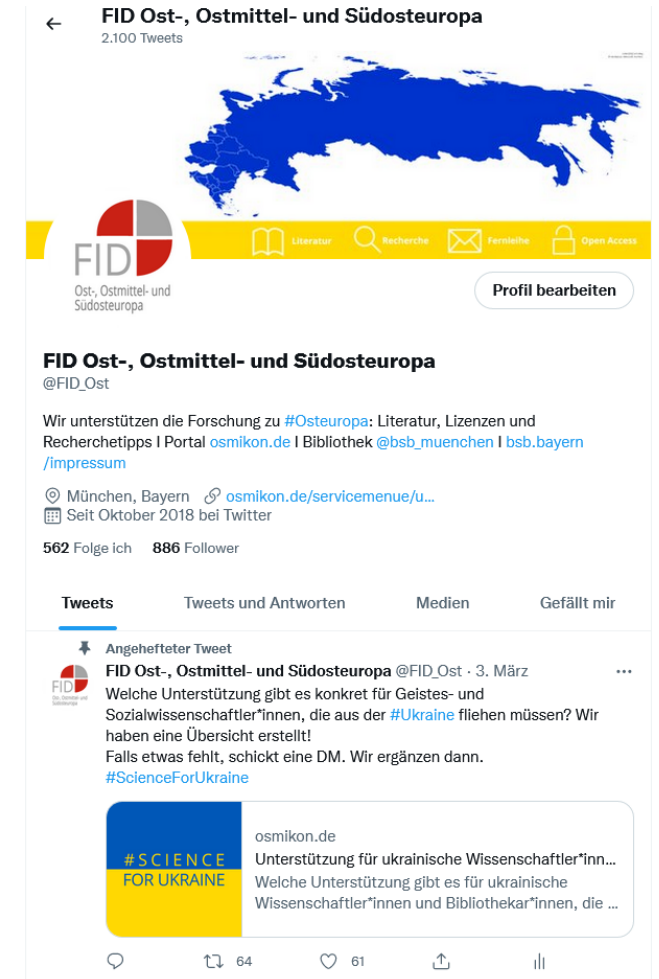 FID Ost-, Ostmittel- und Südosteuropa
2.100 Tweets
Literatur
Recherche
Fernleihe
Open Access
FID
Ost-, Ostmittel- und
Südosteuropa
Profil bearbeiten
FID Ost-, Ostmittel- und Südosteuropa
@FID_Ost
Wir unterstützen die Forschung zu #Osteuropa: Literatur, Lizenzen und
Recherchetipps I Portal osmikon.de I Bibliothek @bsb_muenchen I bsb.bayern
/impressum
München, Bayern osmikon.de/servicemenue/u...
Seit Oktober 2018 bei Twitter
562 Folge ich 886 Follower
Tweets Tweets und Antworten Medien Gefällt mir
Angehefteter Tweet
FID Ost-, Ostmittel- und Südosteuropa @FID_Ost · 3. März
FID
Ost-, Ostmittel- und
Südosteuropa
Welche Unterstützung gibt es konkret für Geistes- und
Sozialwissenschaftler*innen, die aus der #Ukraine fliehen müssen? Wir
haben eine Übersicht erstellt!
Falls etwas fehlt, schickt eine DM. Wir ergänzen dann.
#ScienceForUkraine
#SCIENCE
FOR UKRAINE
osmikon.de
Unterstützung für ukrainische Wissenschaftler*inn...
Welche Unterstützung gibt es für ukrainische
Wissenschaftler*innen und Bibliothekar*innen, die ...
64 61